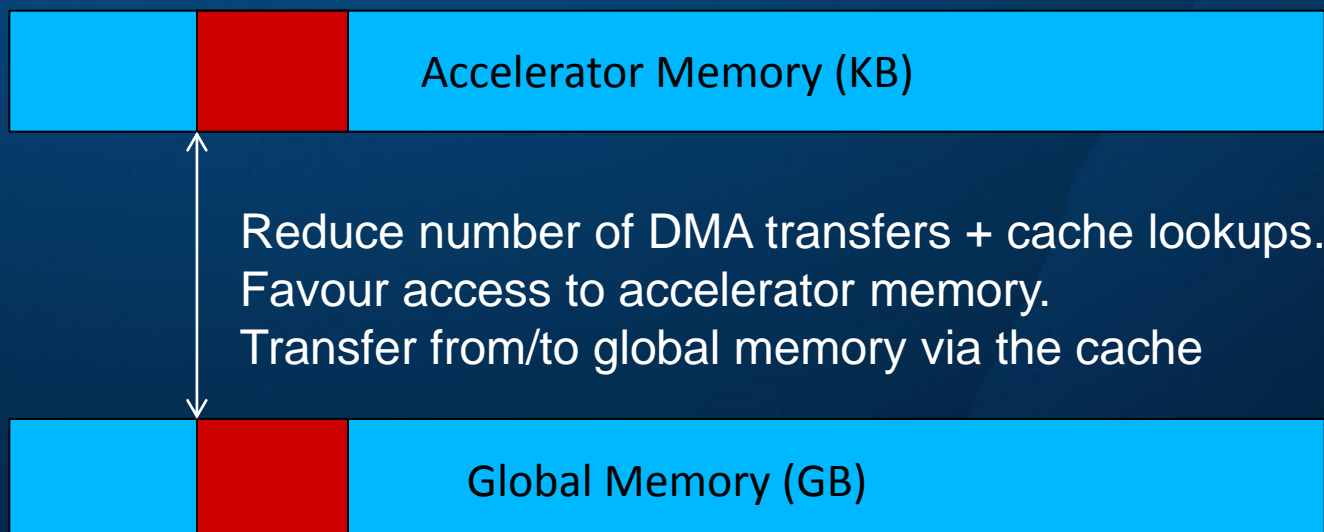 Accelerator Memory (KB)
Reduce number of DMA transfers + cache lookups.
Favour access to accelerator memory.
Transfer from/to global memory via the cache
Global Memory (GB)